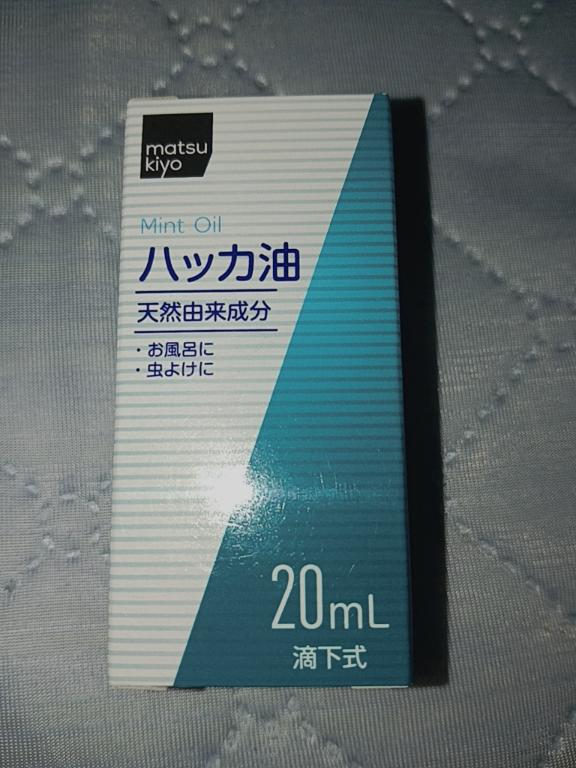 matsu
kiyo
Mint Oil
ハッカ油
天然由来成分
・お風呂に
・虫よけに
20mL
滴下式